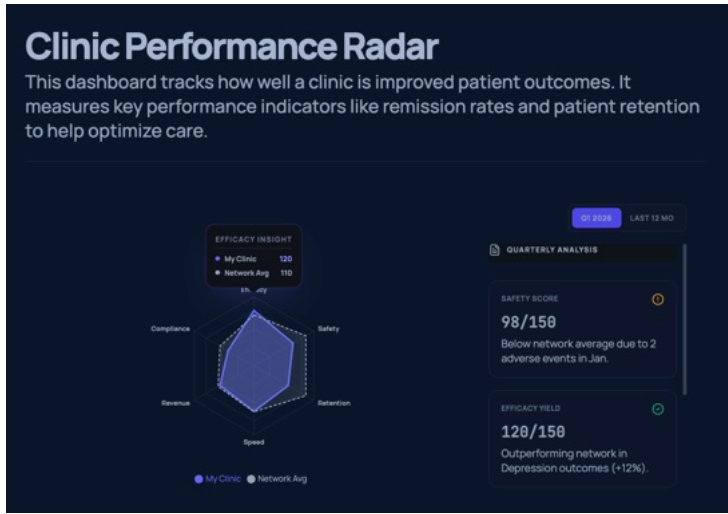 Clinic Performance Radar
This dashboard tracks how well a clinic is improved patient outcomes. It
measures key performance indicators like remission rates and patient retention
to help optimize care.
Q1 2026
LAST 12 MO
EFFICACY INSIGHT
My Clinic 120
Network Avg 110
Compliance
Safety
Revenue
Retention
Speed
My Clinic Network Avg
QUARTERLY ANALYSIS
SAFETY SCORE
98/150
Below network average due to 2
adverse events in Jan.
EFFICACY YIELD
120/150
Outperforming network in
Depression outcomes (+12%).